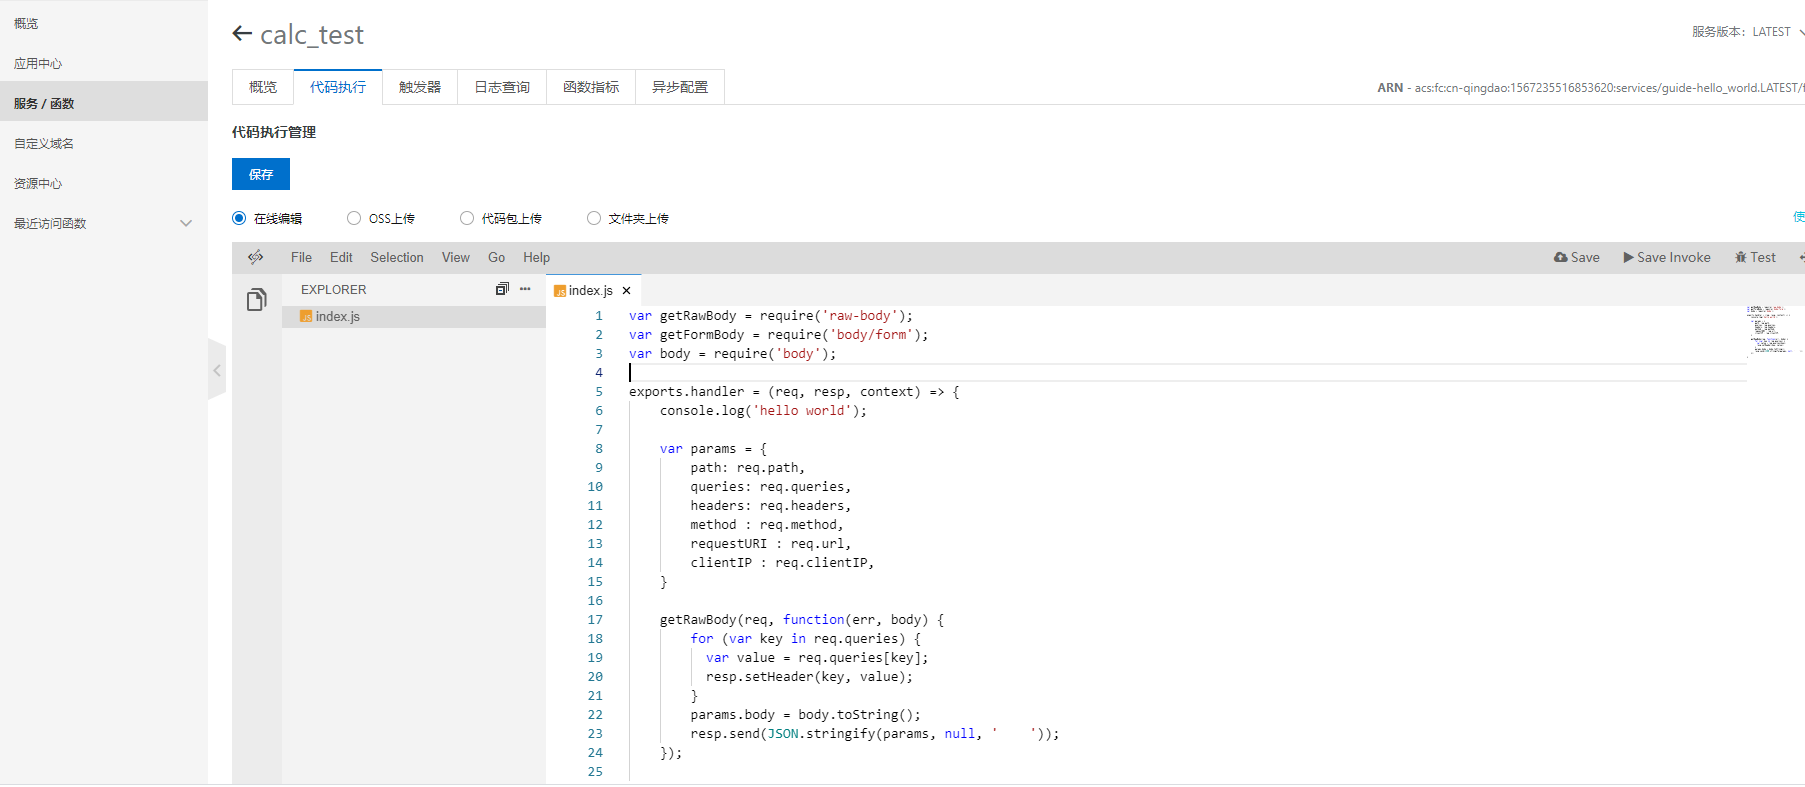 概览
应用中心
服务 / 函数
自定义域名
资源中心
最近访问函数
calc_test
服务版本: LATEST
概览 代码执行 触发器 日志查询 函数指标 异步配置
ARN - acs:fc:cn-qingdao:1567235516853620:services/guide-hello_world.LATEST/f
代码执行管理
保存
在线编辑 OSS上传 代码包上传 文件夹上传
使
File Edit Selection View Go Help
Save Save Invoke Test
EXPLORER
index.js
index.js
1 var getRawBody = require('raw-body');
2 var getFormBody = require('body/form');
3 var body = require('body');
4
5 exports.handler = (req, resp, context) => {
6     console.log('hello world');
7
8     var params = {
9         path: req.path,
10         queries: req.queries,
11         headers: req.headers,
12         method : req.method,
13         requestURI : req.url,
14         clientIP : req.clientIP,
15     }
16
17     getRawBody(req, function(err, body) {
18         for (var key in req.queries) {
19           var value = req.queries[key];
20           resp.setHeader(key, value);
21         }
22         params.body = body.toString();
23         resp.send(JSON.stringify(params, null, '    '));
24     });
25